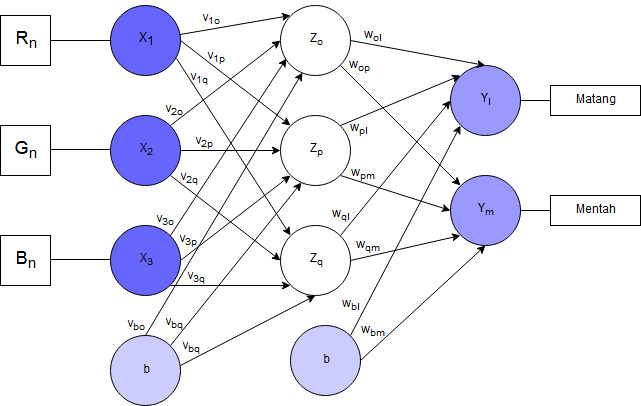 Rn
X1
v1o
Zo
wol
v1p
wop
v1q
Yl
Matang
v2o
Gn
X2
v2p
Zp
wpl
v2q
wpm
Ym
Mentah
v3o
wql
v3p
Bn
X3
Zq
wqm
v3q
vbo
vbq
wbl
wbm
vbq
b
b